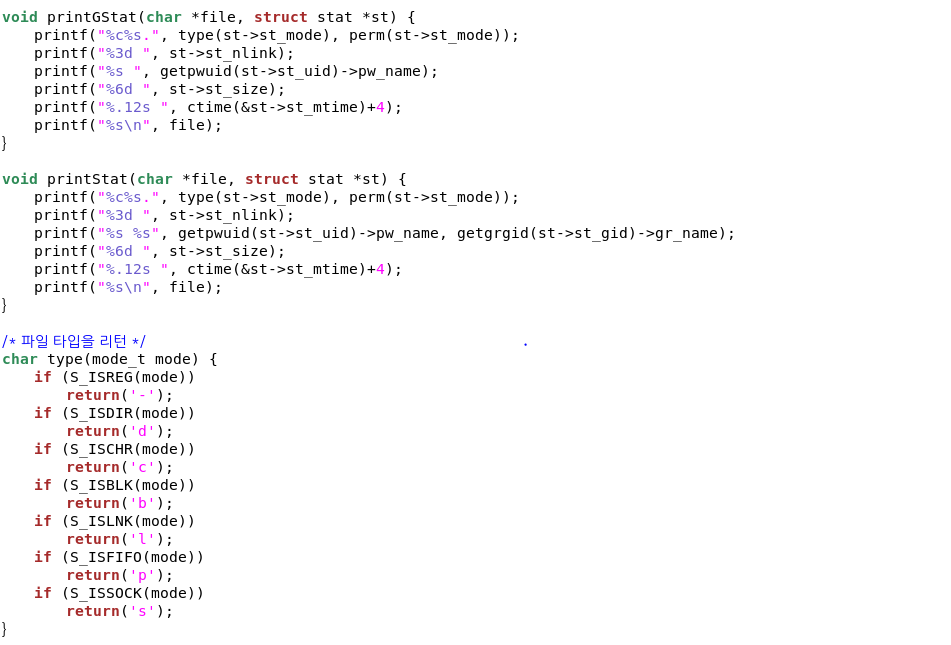 void printGStat(char *file, struct stat *st) {
    printf("%c%s.", type(st->st_mode), perm(st->st_mode));
    printf("%3d ", st->st_nlink);
    printf("%s ", getpwuid(st->st_uid)->pw_name);
    printf("%6d ", st->st_size);
    printf("%.12s ", ctime(&st->st_mtime)+4);
    printf("%s\n", file);
}

void printStat(char *file, struct stat *st) {
    printf("%c%s.", type(st->st_mode), perm(st->st_mode));
    printf("%3d ", st->st_nlink);
    printf("%s %s", getpwuid(st->st_uid)->pw_name, getgrgid(st->st_gid)->gr_name);
    printf("%6d ", st->st_size);
    printf("%.12s ", ctime(&st->st_mtime)+4);
    printf("%s\n", file);
}

/* 파일 타입을 리턴 */ .
char type(mode_t mode) {
    if (S_ISREG(mode))
        return('-');
    if (S_ISDIR(mode))
        return('d');
    if (S_ISCHR(mode))
        return('c');
    if (S_ISBLK(mode))
        return('b');
    if (S_ISLNK(mode))
        return('l');
    if (S_ISFIFO(mode))
        return('p');
    if (S_ISSOCK(mode))
        return('s');
}